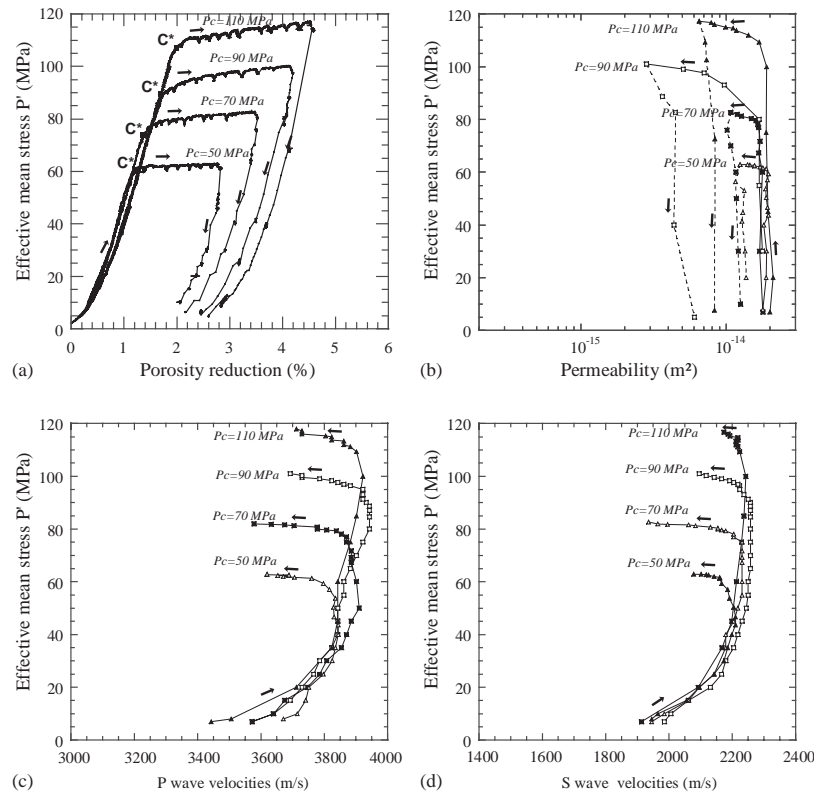 120
100
80
60
40
20
0
Effective mean stress P' (MPa)
Pc=110 MPa
C*
Pc=90 MPa
C*
Pc=70 MPa
C*
Pc=50 MPa
C*
0 1 2 3 4 5 6
(a) Porosity reduction (%)
120
100
80
60
40
20
0
Effective mean stress P' (MPa)
Pc=110 MPa
Pc=90 MPa
Pc=70 MPa
Pc=50 MPa
10-15 10-14
(b) Permeability (m²)
120
100
80
60
40
20
0
Effective mean stress P' (MPa)
Pc=110 MPa
Pc=90 MPa
Pc=70 MPa
Pc=50 MPa
3000 3200 3400 3600 3800 4000
(c) P wave velocities (m/s)
120
100
80
60
40
20
0
Effective mean stress P' (MPa)
Pc=110 MPa
Pc=90 MPa
Pc=70 MPa
Pc=50 MPa
1400 1600 1800 2000 2200 2400
(d) S wave velocities (m/s)